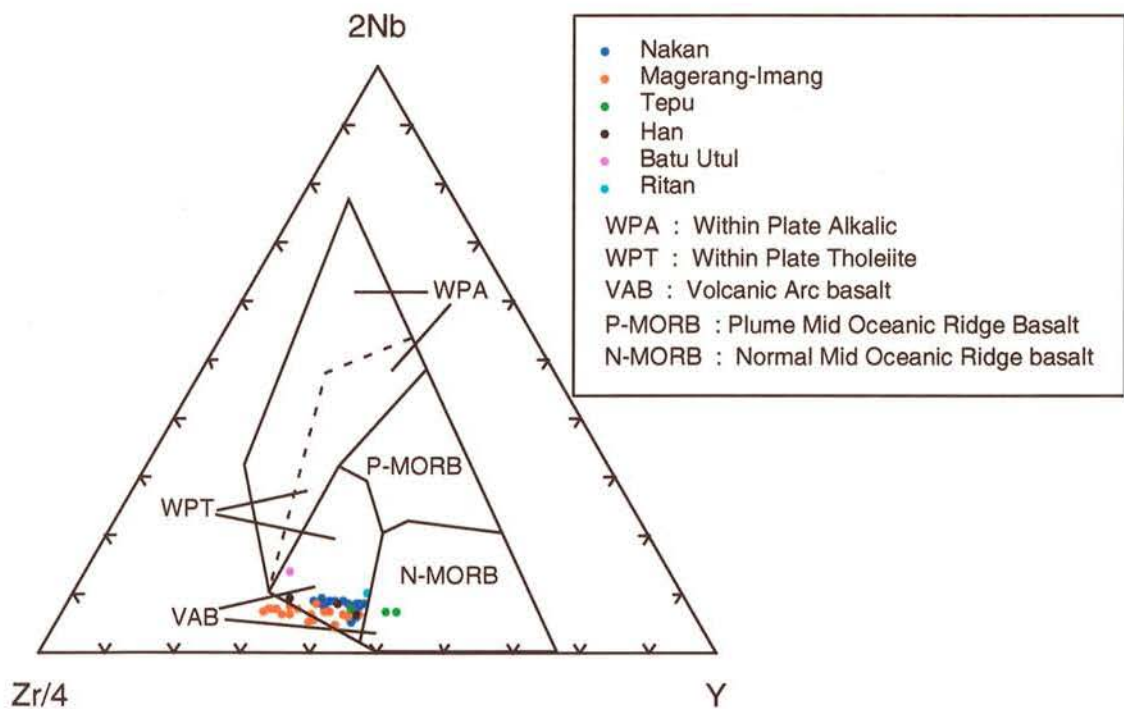 2Nb
Nakan
Magerang-Imang
Tepu
Han
Batu Utul
Ritan
WPA : Within Plate Alkalic
WPT : Within Plate Tholeiite
VAB : Volcanic Arc basalt
P-MORB : Plume Mid Oceanic Ridge Basalt
N-MORB : Normal Mid Oceanic Ridge basalt
WPA
P-MORB
WPT
N-MORB
VAB
Zr/4
Y